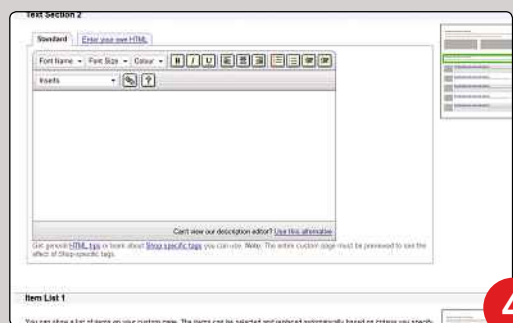 Text Section 2
Standard Enter your own HTML
Font Name Font Size Colour B I U
Inserts ?
Can't view our description editor? Use this alternative
Get general HTML tips or learn about Shop specific tags you can use. Note: The entire custom page must be previewed to see the
effect of Shop-specific tags.
Item List 1
You can show a list of items on your custom page. The items can be selected and replaced automatically based on criteria you specify
4